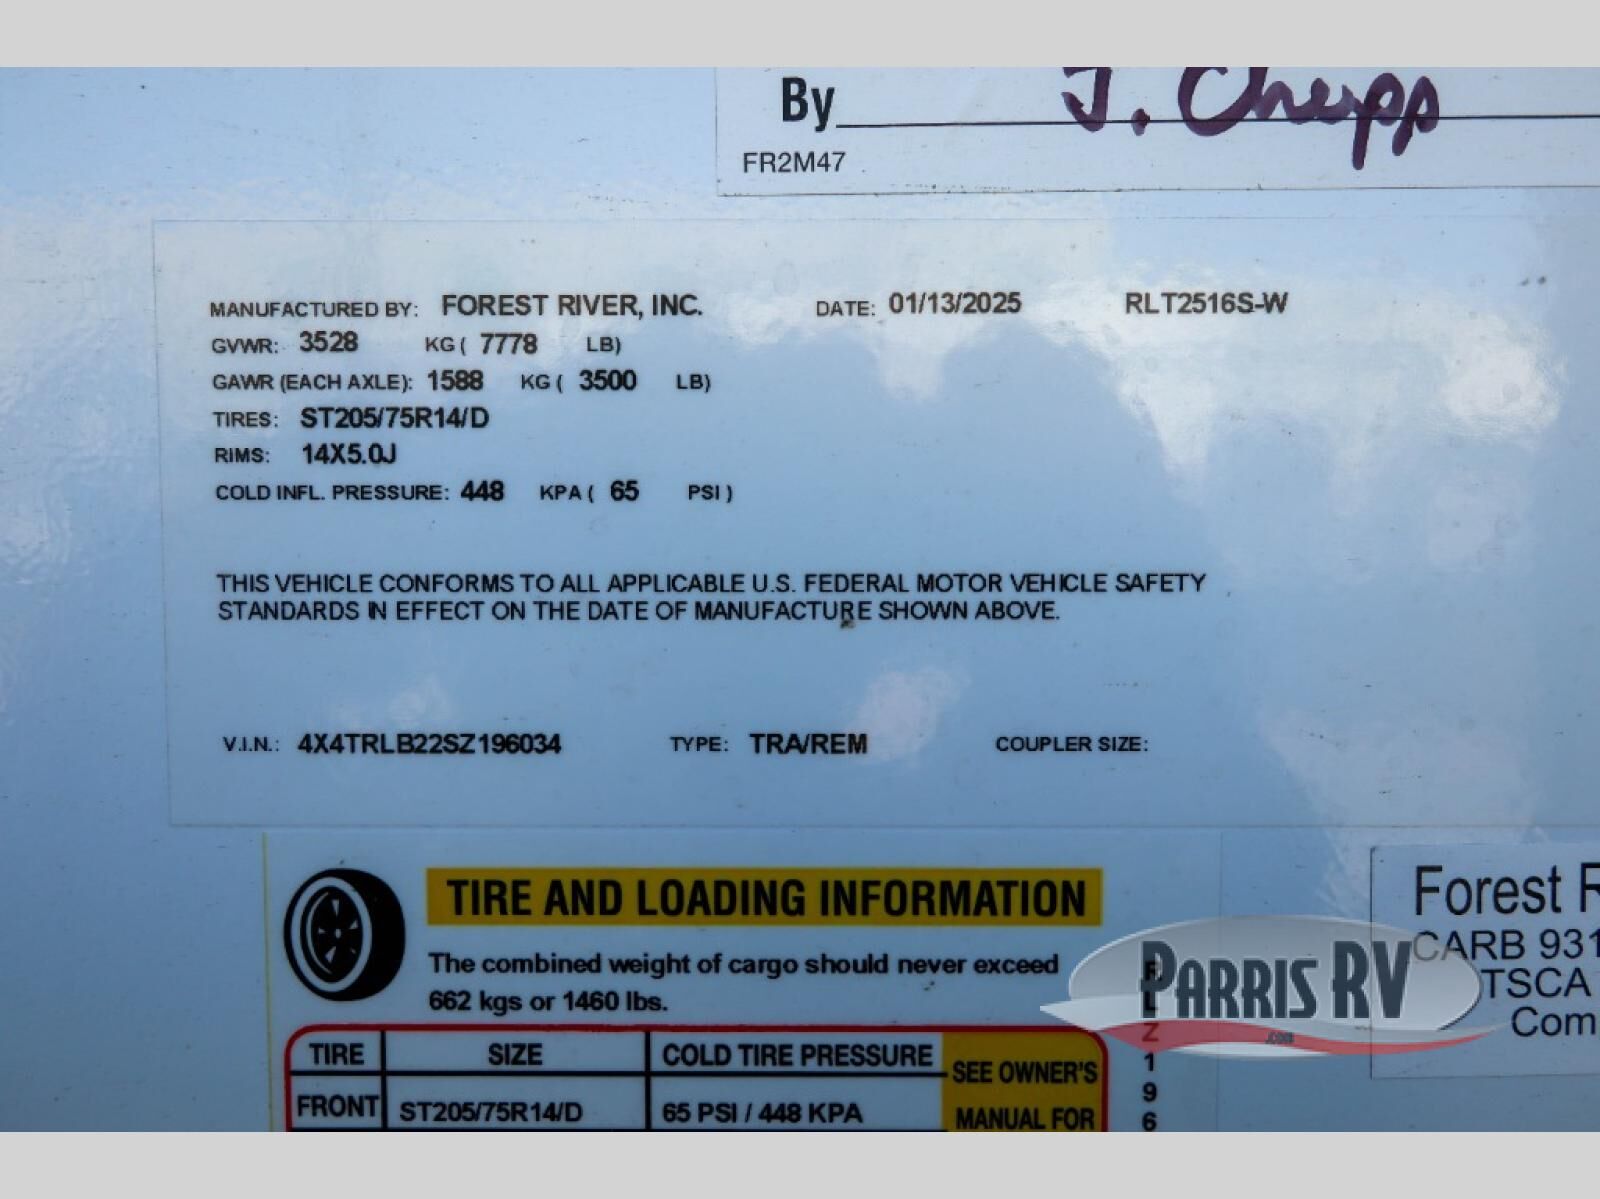 By J. Chupp
FR2M47
MANUFACTURED BY: FOREST RIVER, INC. DATE: 01/13/2025 RLT2516S-W
GVWR: 3528 KG ( 7778 LB)
GAWR (EACH AXLE): 1588 KG ( 3500 LB)
TIRES: ST205/75R14/D
RIMS: 14X5.0J
COLD INFL. PRESSURE: 448 KPA ( 65 PSI )
THIS VEHICLE CONFORMS TO ALL APPLICABLE U.S. FEDERAL MOTOR VEHICLE SAFETY
STANDARDS IN EFFECT ON THE DATE OF MANUFACTURE SHOWN ABOVE.
V.I.N.: 4X4TRLB22SZ196034 TYPE: TRA/REM COUPLER SIZE:
TIRE AND LOADING INFORMATION
The combined weight of cargo should never exceed
662 kgs or 1460 lbs.
TIRE SIZE COLD TIRE PRESSURE SEE OWNER'S
FRONT ST205/75R14/D 65 PSI / 448 KPA MANUAL FOR
R
L
Z
1
9
6
Forest R
CARB 931
TSCA
Com
PARRIS RV
.COM